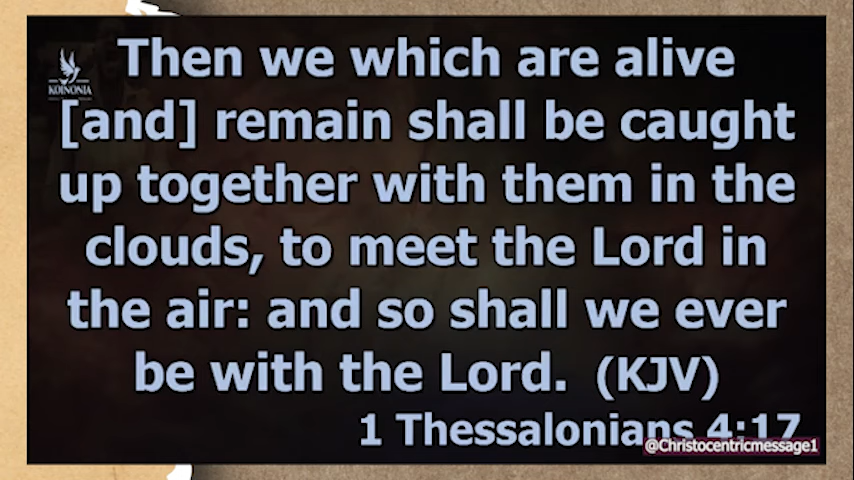 KOINONIA
Then we which are alive
[and] remain shall be caught
up together with them in the
clouds, to meet the Lord in
the air: and so shall we ever
be with the Lord. (KJV)
1 Thessalonians 4:17
@Christocentricmessage1